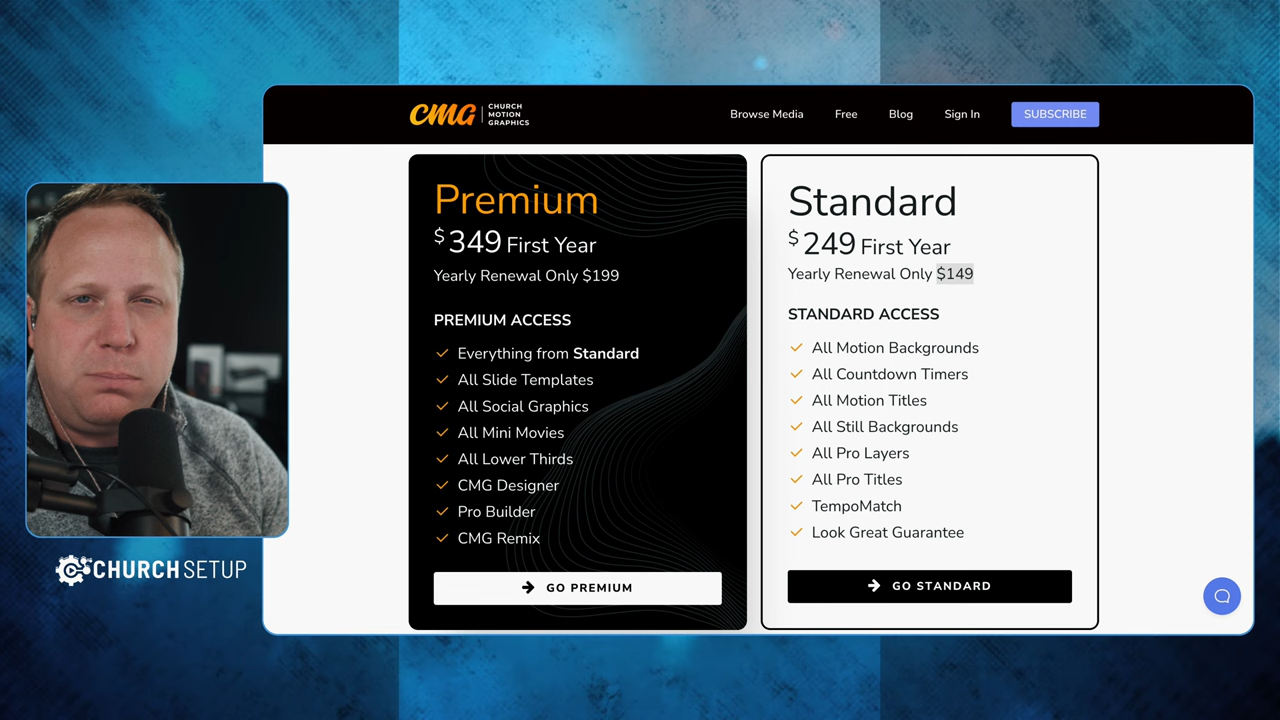 CMG CHURCH
MOTION
GRAPHICS
Browse Media Free Blog Sign In SUBSCRIBE
Premium
$349 First Year
Yearly Renewal Only $199
PREMIUM ACCESS
Everything from Standard
All Slide Templates
All Social Graphics
All Mini Movies
All Lower Thirds
CMG Designer
Pro Builder
CMG Remix
GO PREMIUM
Standard
$249 First Year
Yearly Renewal Only $149
STANDARD ACCESS
All Motion Backgrounds
All Countdown Timers
All Motion Titles
All Still Backgrounds
All Pro Layers
All Pro Titles
TempoMatch
Look Great Guarantee
GO STANDARD
CHURCH SETUP